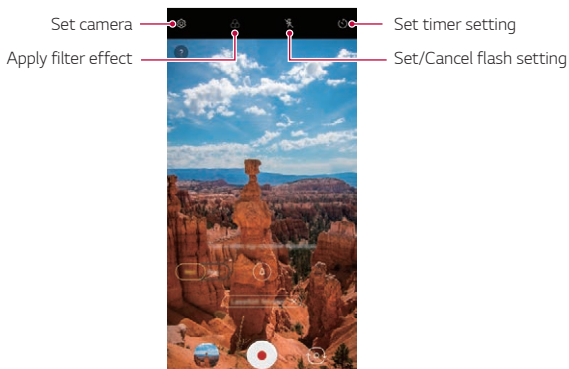 Set camera
Set timer setting
Apply filter effect
Set/Cancel flash setting
?